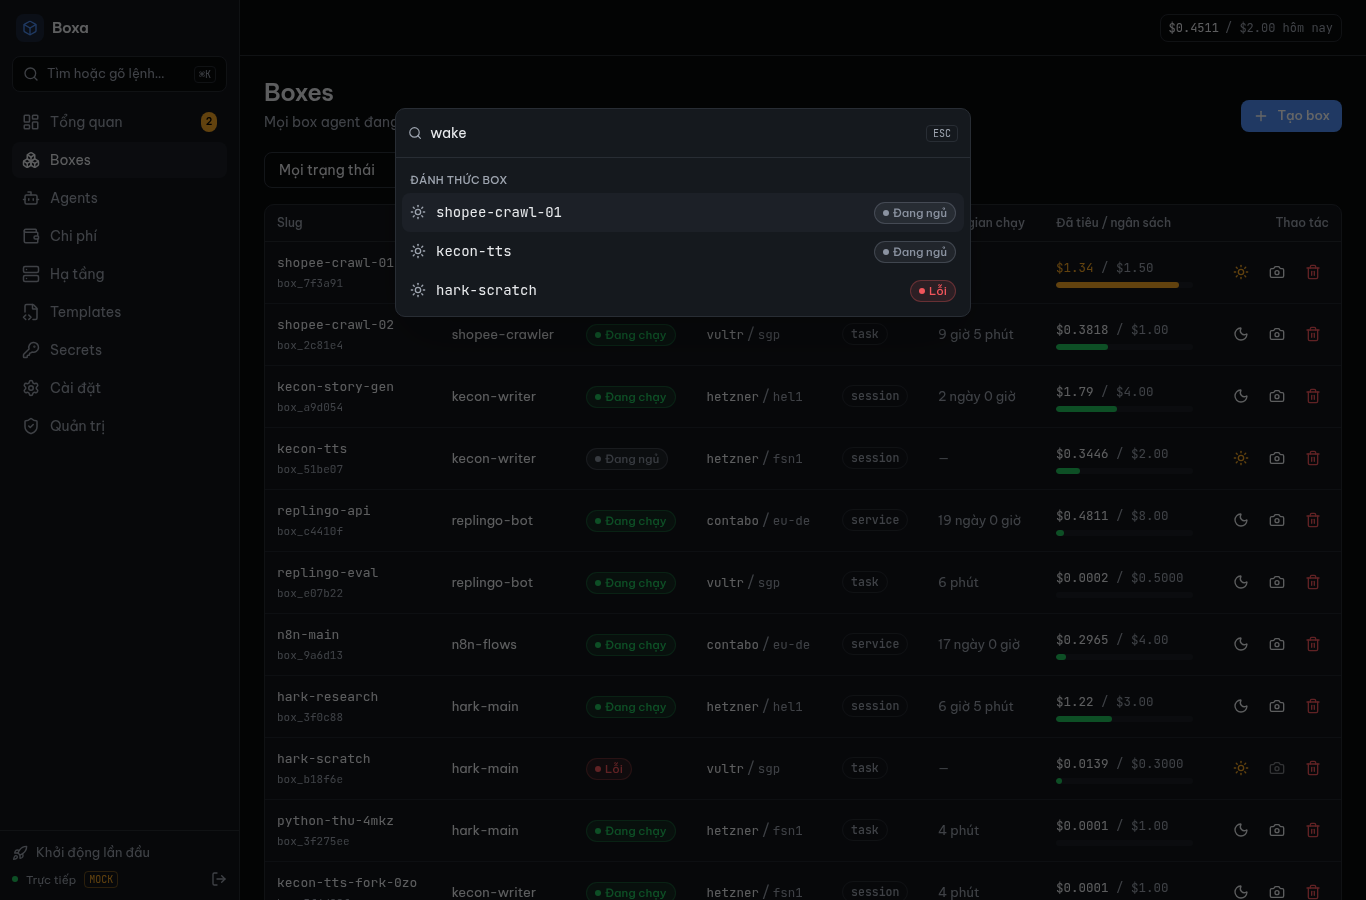 Boxa
$0.4511 / $2.00 hôm nay
Tìm hoặc gõ lệnh... ⌘K
Tổng quan 2
Boxes
Agents
Chi phí
Hạ tầng
Templates
Secrets
Cài đặt
Quản trị
Khởi động lần đầu
Trực tiếp MOCK
Boxes
Mọi box agent đang
Tạo box
Mọi trạng thái
wake ESC
ĐÁNH THỨC BOX
shopee-crawl-01 Đang ngủ
kecon-tts Đang ngủ
hark-scratch Lỗi
Slug gian chạy Đã tiêu / ngân sách Thao tác
shopee-crawl-01 $1.34 / $1.50
box_7f3a91
shopee-crawl-02 shopee-crawler Đang chạy vultr / sgp task 9 giờ 5 phút $0.3818 / $1.00
box_2c81e4
kecon-story-gen kecon-writer Đang chạy hetzner / hel1 session 2 ngày 0 giờ $1.79 / $4.00
box_a9d054
kecon-tts kecon-writer Đang ngủ hetzner / fsn1 session — $0.3446 / $2.00
box_51be07
replingo-api replingo-bot Đang chạy contabo / eu-de service 19 ngày 0 giờ $0.4811 / $8.00
box_c4410f
replingo-eval replingo-bot Đang chạy vultr / sgp task 6 phút $0.0002 / $0.5000
box_e07b22
n8n-main n8n-flows Đang chạy contabo / eu-de service 17 ngày 0 giờ $0.2965 / $4.00
box_9a6d13
hark-research hark-main Đang chạy hetzner / hel1 session 6 giờ 5 phút $1.22 / $3.00
box_3f0c88
hark-scratch hark-main Lỗi vultr / sgp task — $0.0139 / $0.3000
box_b18f6e
python-thu-4mkz hark-main Đang chạy hetzner / fsn1 task 4 phút $0.0001 / $1.00
box_3f275ee
kecon-tts-fork-0zo kecon-writer Đang chạy hetzner / fsn1 session 4 phút $0.0001 / $1.00